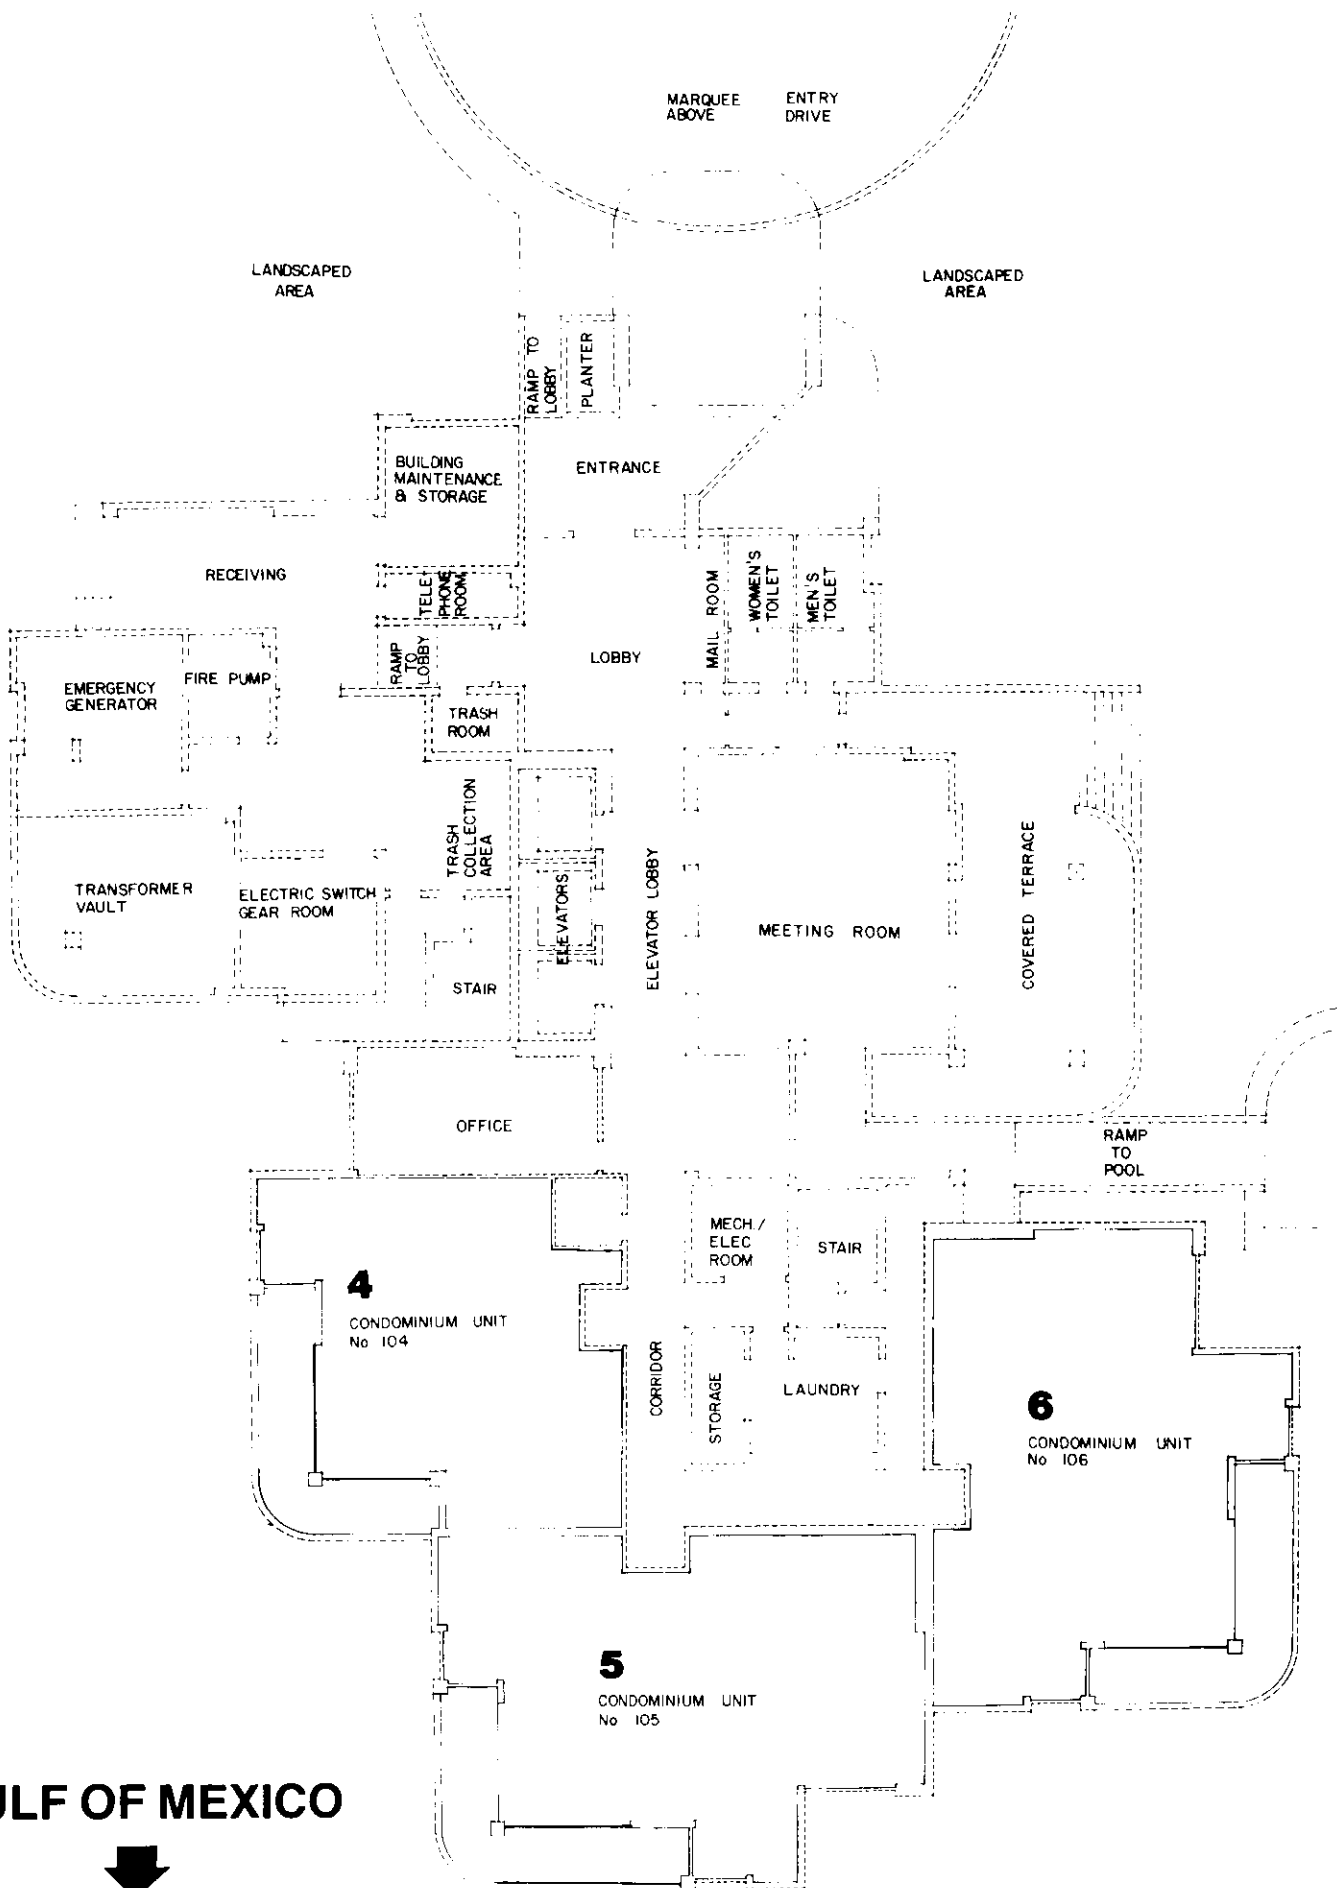 MARQUEE
ABOVE
ENTRY
DRIVE
LANDSCAPED
AREA
LANDSCAPED
AREA
RAMP TO
LOBBY
PLANTER
BUILDING
MAINTENANCE
& STORAGE
ENTRANCE
RECEIVING
TELE-
PHONE
ROOM
WOMEN'S
TOILET
MEN'S
TOILET
MAIL ROOM
RAMP
TO
LOBBY
LOBBY
EMERGENCY
GENERATOR
FIRE PUMP
TRASH
ROOM
TRASH
COLLECTION
AREA
TRANSFORMER
VAULT
ELECTRIC SWITCH
GEAR ROOM
ELEVATORS
ELEVATOR LOBBY
MEETING ROOM
COVERED TERRACE
STAIR
OFFICE
RAMP
TO
POOL
MECH./
ELEC
ROOM
STAIR
4
CONDOMINIUM UNIT
No 104
CORRIDOR
STORAGE
LAUNDRY
6
CONDOMINIUM UNIT
No 106
5
CONDOMINIUM UNIT
No 105
ULF OF MEXICO